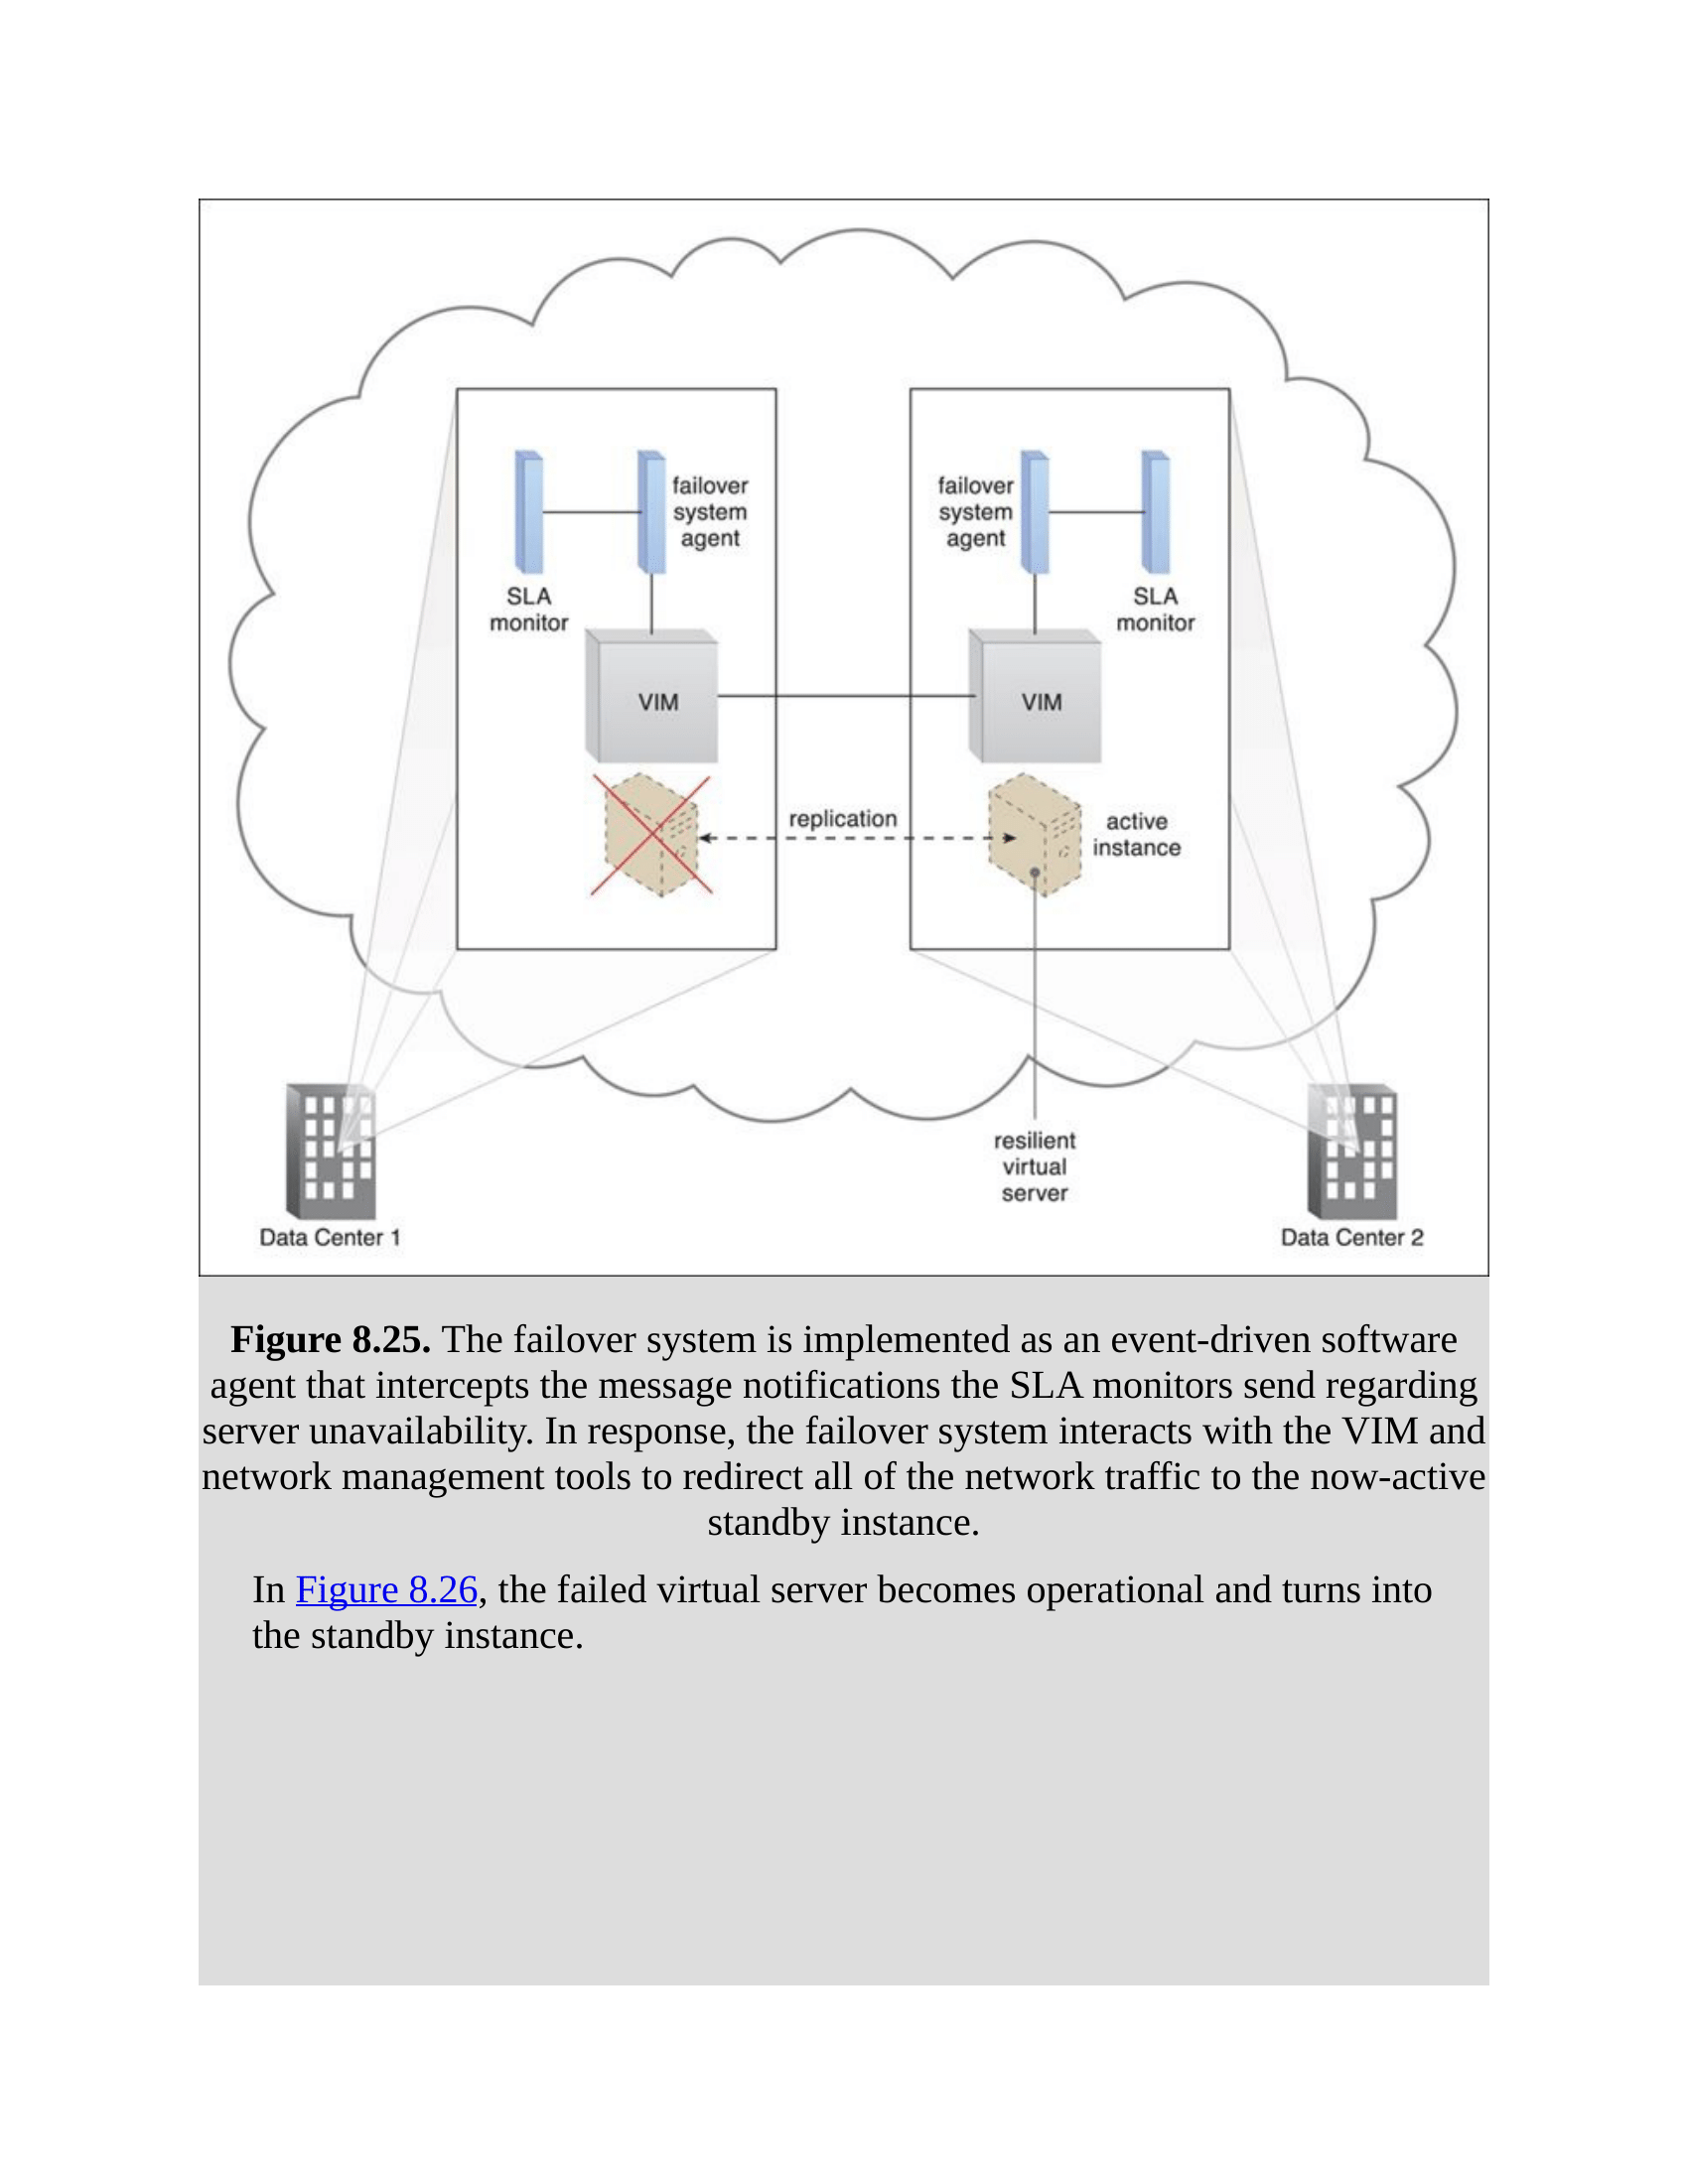 failover
system
agent
SLA
monitor
failover
system
agent
SLA
monitor
VIM
VIM
replication
active
instance
resilient
virtual
server
Data Center 1
Data Center 2
Figure 8.25. The failover system is implemented as an event-driven software
agent that intercepts the message notifications the SLA monitors send regarding
server unavailability. In response, the failover system interacts with the VIM and
network management tools to redirect all of the network traffic to the now-active
standby instance.
In Figure 8.26, the failed virtual server becomes operational and turns into
the standby instance.